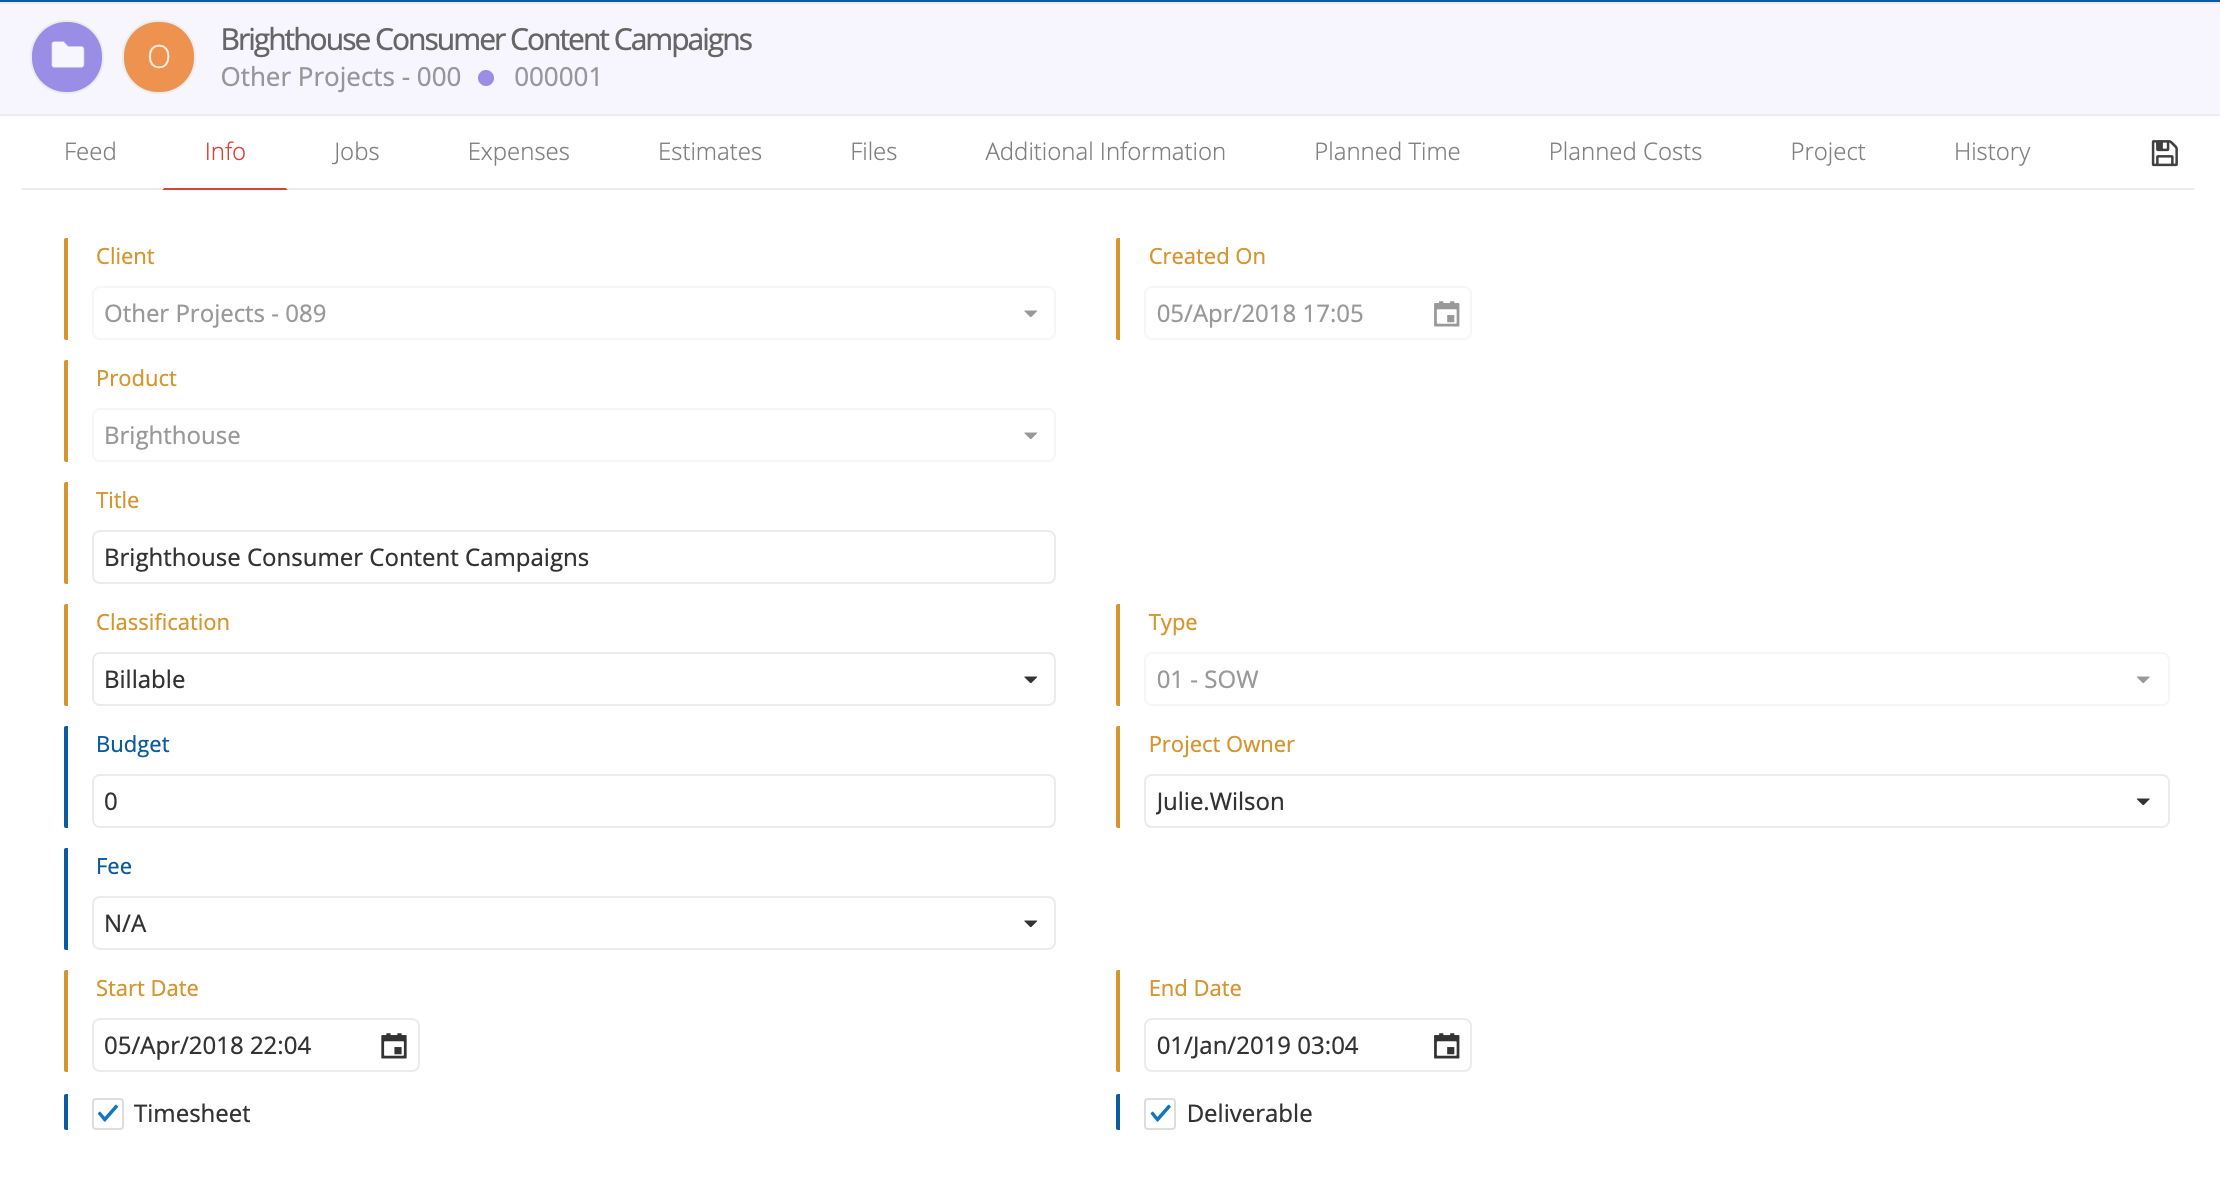 O
Brighthouse Consumer Content Campaigns
Other Projects - 000 000001
Feed Info Jobs Expenses Estimates Files Additional Information Planned Time Planned Costs Project History
Client Created On
Other Projects - 089 05/Apr/2018 17:05
Product
Brighthouse
Title
Brighthouse Consumer Content Campaigns
Classification Type
Billable 01 - SOW
Budget Project Owner
0 Julie.Wilson
Fee
N/A
Start Date End Date
05/Apr/2018 22:04 01/Jan/2019 03:04
Timesheet Deliverable